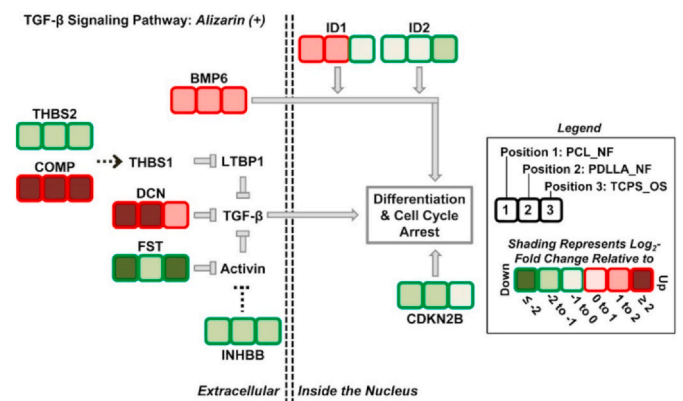 TGF-β Signaling Pathway: Alizarin (+)
ID1
ID2
BMP6
THBS2
COMP
THBS1
LTBP1
DCN
TGF-β
FST
Activin
INHBB
Differentiation
& Cell Cycle
Arrest
CDKN2B
Extracellular
Inside the Nucleus
Legend
Position 1: PCL_NF
Position 2: PDLLA_NF
Position 3: TCPS_OS
1 2 3
Shading Represents Log2-
Fold Change Relative to
Down
Up
≤ -2
-2 to -1
-1 to 0
0 to 1
1 to 2
≥ 2